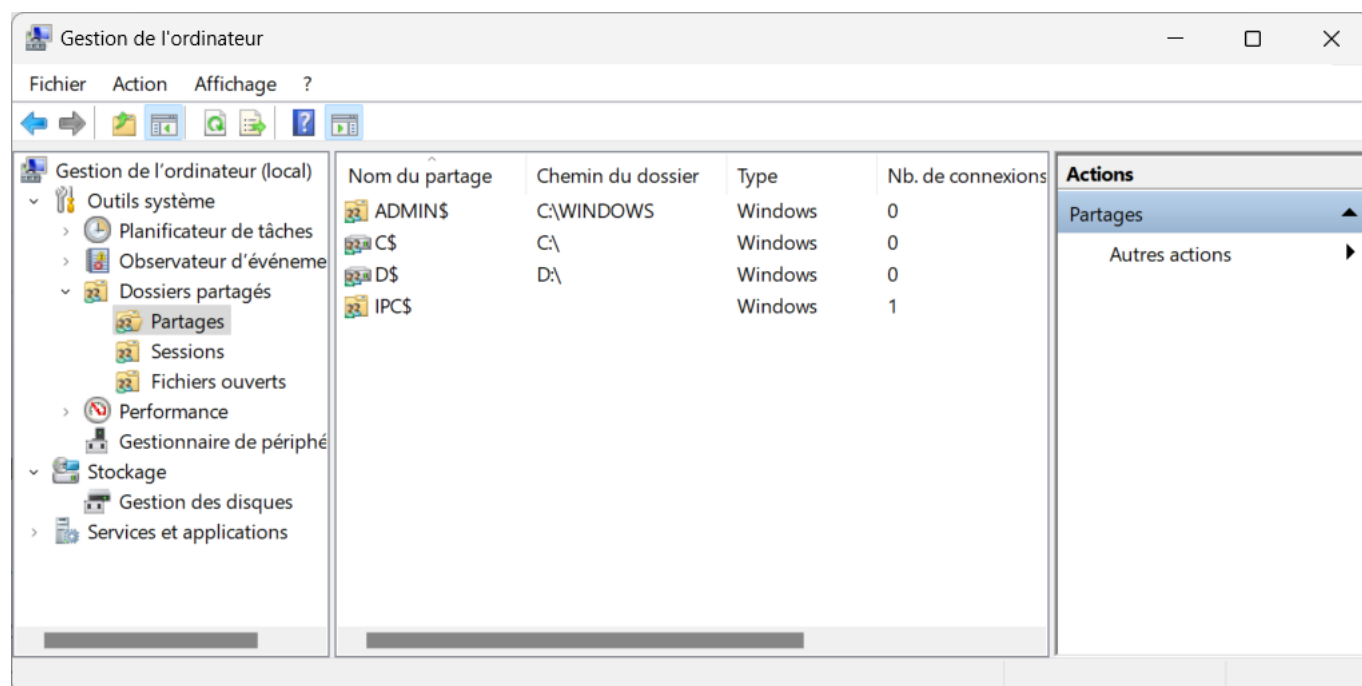 Gestion de l'ordinateur
Fichier Action Affichage ?
Gestion de l'ordinateur (local)
Outils système
Planificateur de tâches
Observateur d'événeme
Dossiers partagés
Partages
Sessions
Fichiers ouverts
Performance
Gestionnaire de périphé
Stockage
Gestion des disques
Services et applications
Nom du partage Chemin du dossier Type Nb. de connexions
ADMIN$ C:\WINDOWS Windows 0
C$ C:\ Windows 0
D$ D:\ Windows 0
IPC$ Windows 1
Actions
Partages
Autres actions